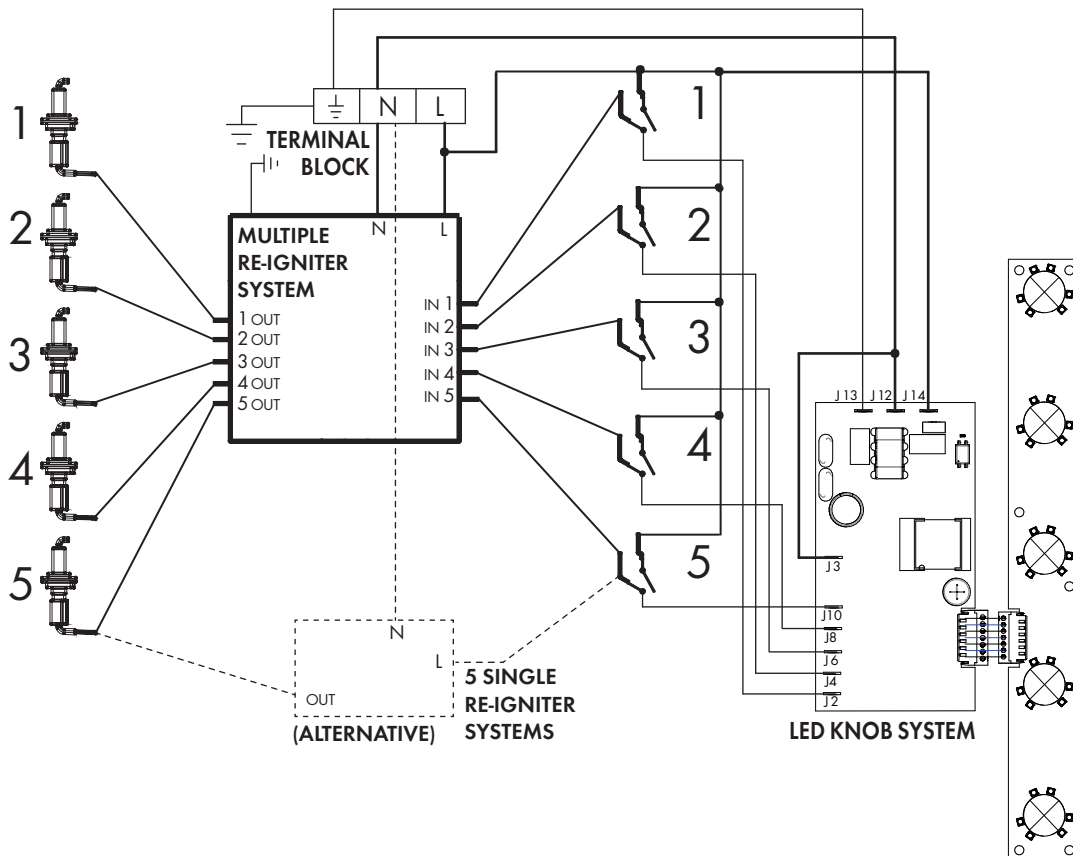 1
2
3
4
5
N L
TERMINAL
BLOCK
N L
MULTIPLE
RE-IGNITER
SYSTEM
1 OUT
2 OUT
3 OUT
4 OUT
5 OUT
IN 1
IN 2
IN 3
IN 4
IN 5
1
2
3
4
5
N
L
OUT
(ALTERNATIVE)
5 SINGLE
RE-IGNITER
SYSTEMS
J13 J12 J14
J3
J10
J8
J6
J4
J2
LED KNOB SYSTEM